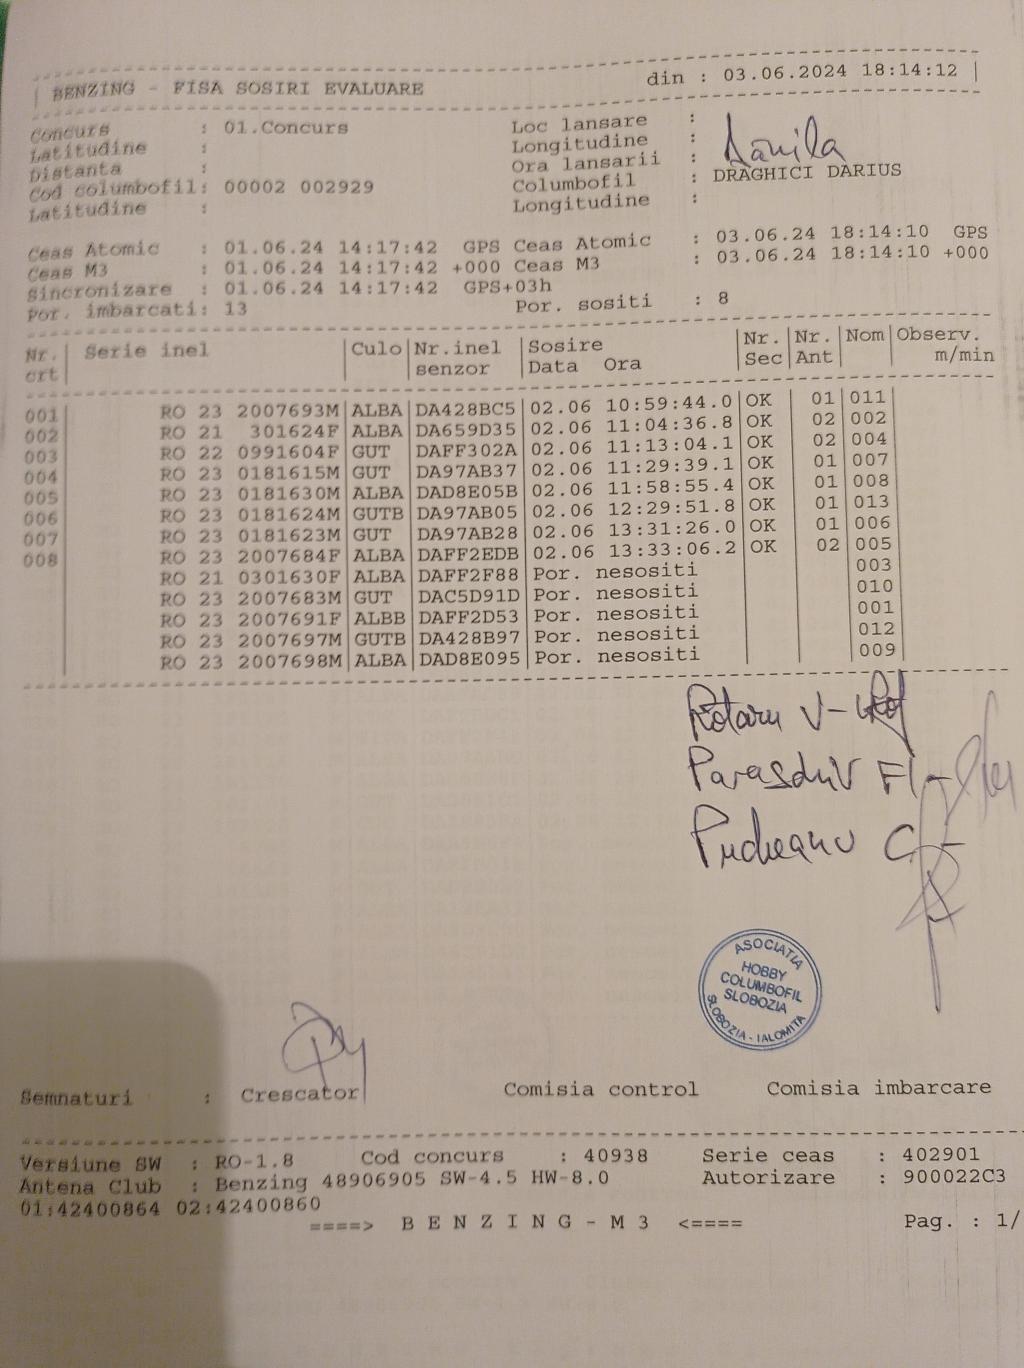 BENZING - FISA SOSIRI EVALUARE din : 03.06.2024 18:14:12
Concurs : 01.Concurs Loc lansare :
Latitudine : Longitudine :
Distanta : Ora lansarii :
Danila
Cod columbofil: 00002 002929 Columbofil : DRAGHICI DARIUS
Latitudine : Longitudine :
Ceas Atomic : 01.06.24 14:17:42 GPS Ceas Atomic : 03.06.24 18:14:10 GPS
Ceas M3 : 01.06.24 14:17:42 +000 Ceas M3 : 03.06.24 18:14:10 +000
Sincronizare : 01.06.24 14:17:42 GPS+03h
Por. imbarcati: 13 Por. sositi : 8
Nr. | Serie inel | Culo | Nr.inel | Sosire | Nr. | Nr. | Nom | Observ.
crt | senzor | Data Ora | Sec | Ant | m/min
001 | RO 23 2007693M | ALBA | DA428BC5 | 02.06 10:59:44.0 | OK | 01 | 011
002 | RO 21 301624F | ALBA | DA659D35 | 02.06 11:04:36.8 | OK | 02 | 002
003 | RO 22 0991604F | GUT | DAFF302A | 02.06 11:13:04.1 | OK | 02 | 004
004 | RO 23 0181615M | GUT | DA97AB37 | 02.06 11:29:39.1 | OK | 01 | 007
005 | RO 23 0181630M | ALBA | DAD8E05B | 02.06 11:58:55.4 | OK | 01 | 008
006 | RO 23 0181624M | GUTB | DA97AB05 | 02.06 12:29:51.8 | OK | 01 | 013
007 | RO 23 0181623M | GUT | DA97AB28 | 02.06 13:31:26.0 | OK | 01 | 006
008 | RO 23 2007684F | ALBA | DAFF2EDB | 02.06 13:33:06.2 | OK | 02 | 005
RO 21 0301630F | ALBA | DAFF2F88 | Por. nesositi | 003
RO 23 2007683M | GUT | DAC5D91D | Por. nesositi | 010
RO 23 2007691F | ALBB | DAFF2D53 | Por. nesositi | 001
RO 23 2007697M | GUTB | DA428B97 | Por. nesositi | 012
RO 23 2007698M | ALBA | DAD8E095 | Por. nesositi | 009
Rotaru V-
Paraschiv Fl-
ASOCIATIA
HOBBY
COLUMBOFIL
SLOBOZIA
SLOBOZIA - IALOMITA
Semnaturi : Crescator Comisia control Comisia imbarcare
Versiune SW : RO-1.8 Cod concurs : 40938 Serie ceas : 402901
Antena Club : Benzing 48906905 SW-4.5 HW-8.0 Autorizare : 900022C3
01:42400864 02:42400860
====> B E N Z I N G - M 3 <==== Pag. : 1/